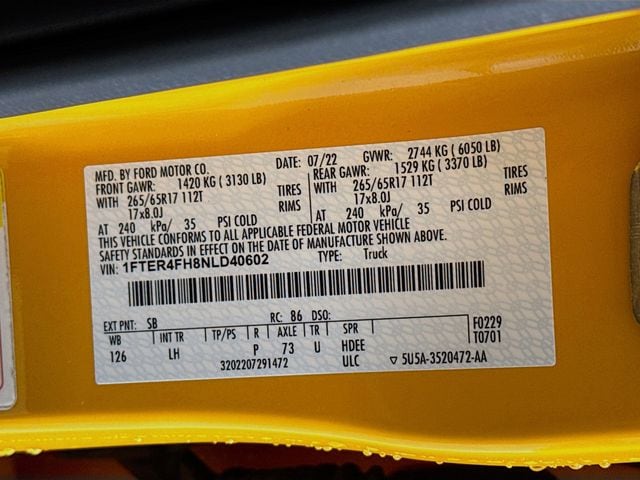 MFD. BY FORD MOTOR CO.
DATE: 07/22 GVWR: 2744 KG ( 6050 LB)
FRONT GAWR: 1420 KG ( 3130 LB) REAR GAWR: 1529 KG ( 3370 LB)
WITH 265/65R17 112T TIRES WITH 265/65R17 112T TIRES
17x8.0J RIMS 17x8.0J RIMS
AT 240 kPa/ 35 PSI COLD AT 240 kPa/ 35 PSI COLD
THIS VEHICLE CONFORMS TO ALL APPLICABLE FEDERAL MOTOR VEHICLE
SAFETY STANDARDS IN EFFECT ON THE DATE OF MANUFACTURE SHOWN ABOVE.
VIN: 1FTER4FH8NLD40602 TYPE: Truck
EXT PNT: SB RC: 86 DSO: F0229
WB INT TR TP/PS R AXLE TR SPR T0701
126 LH P 73 U HDEE
3202207291472 ULC ▽ 5U5A-3520472-AA